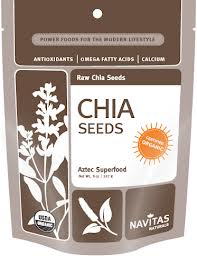 POWER FOODS FOR THE MODERN LIFESTYLE
ANTIOXIDANTS | OMEGA FATTY ACIDS | CALCIUM
Raw Chia Seeds
CHIA
SEEDS
CERTIFIED
ORGANIC
Aztec Superfood
USDA
ORGANIC
NAVITAS
NATURALS